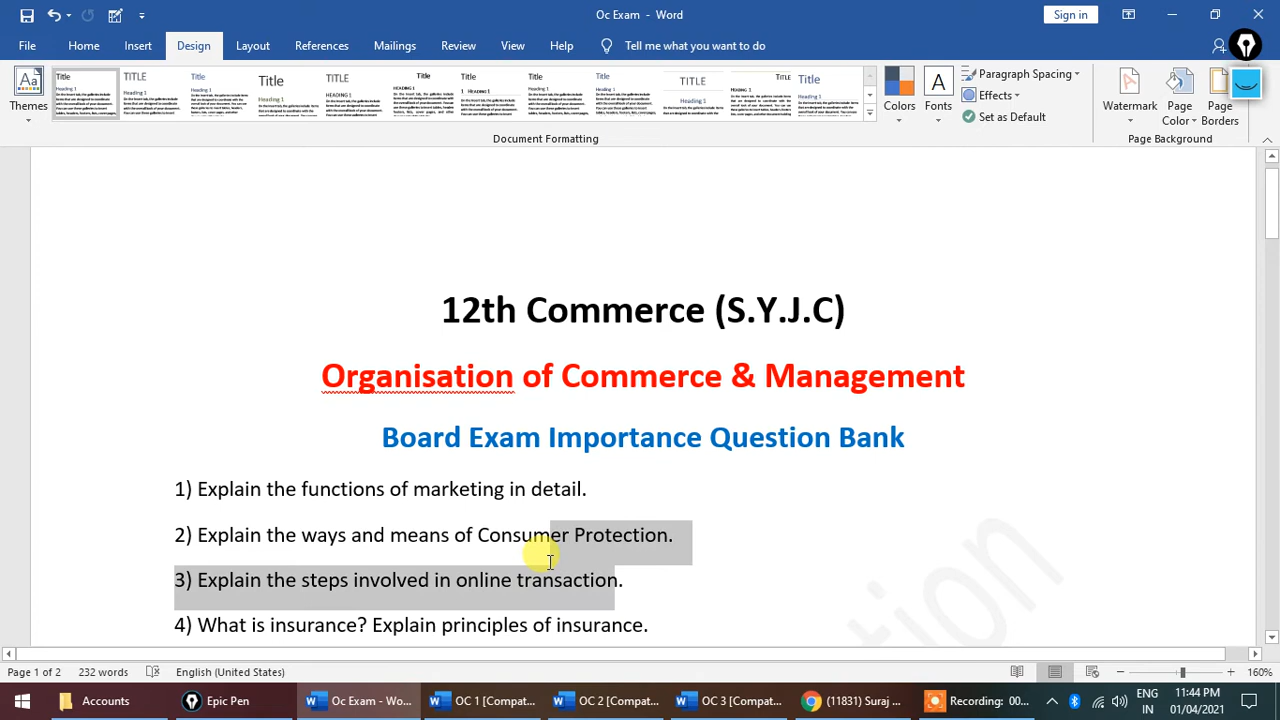 Oc Exam - Word
Sign in
File Home Insert Design Layout References Mailings Review View Help Tell me what you want to do
Themes
Colors
Fonts
Paragraph Spacing
Effects
Set as Default
Watermark
Page Color
Page Borders
Document Formatting
Page Background
12th Commerce (S.Y.J.C)
Organisation of Commerce & Management
Board Exam Importance Question Bank
1) Explain the functions of marketing in detail.
2) Explain the ways and means of Consumer Protection.
3) Explain the steps involved in online transaction.
4) What is insurance? Explain principles of insurance.
Page 1 of 2 232 words English (United States) 160%
Accounts Epic Pen Oc Exam - Wo... OC 1 [Compat... OC 2 [Compat... OC 3 [Compat... (11831) Suraj ... Recording: 00...
ENG IN
11:44 PM
01/04/2021